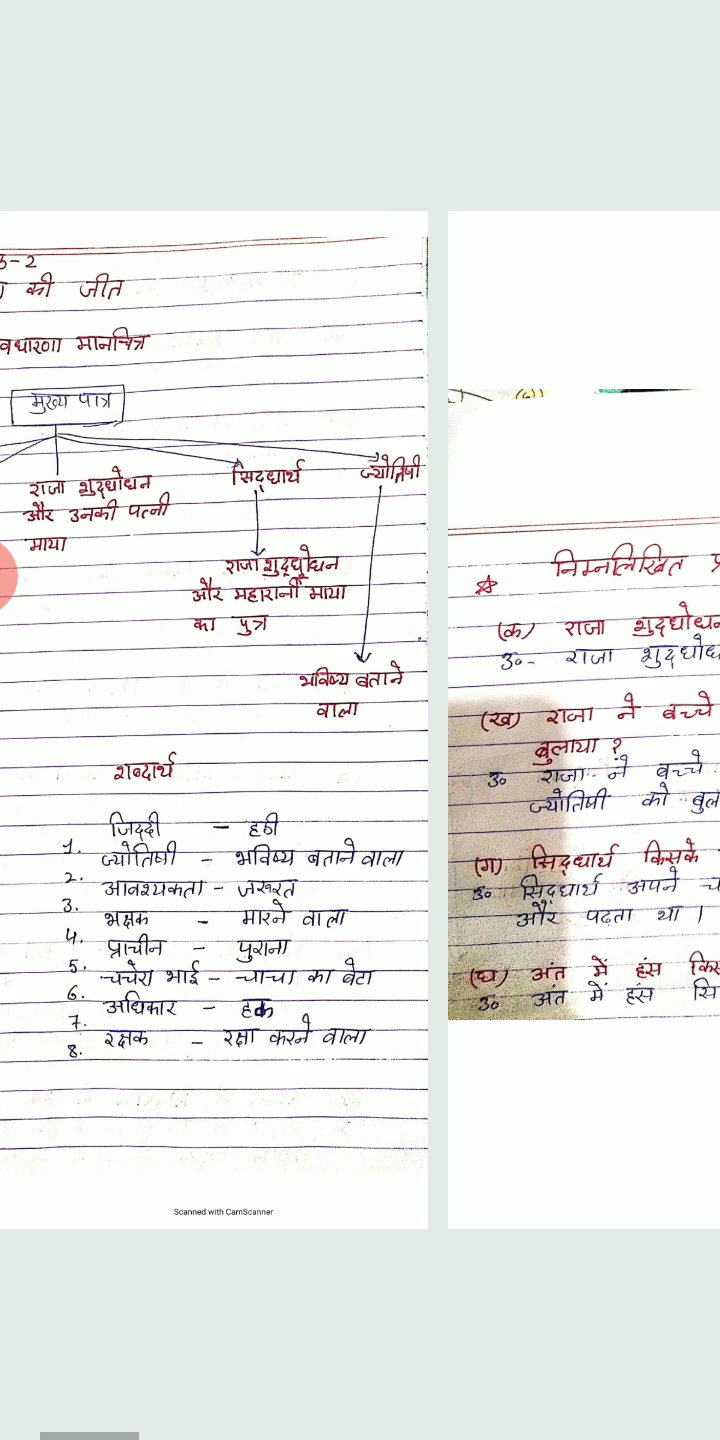 की जीत
मानचित्र
मुख्य पात्र
राजा शुद्धोधन
और उनकी पत्नी
माया
सिद्धार्थ
ज्योतिषी
राजा शुद्धोधन
और महारानी माया
का पुत्र
भविष्य बताने
वाला
शब्दार्थ
1. जिद्दी – हठी
2. ज्योतिषी – भविष्य बताने वाला
3. आवश्यकता – जरूरत
4. भक्षक – मारने वाला
5. प्राचीन – पुराना
6. चचेरा भाई – चाचा का बेटा
7. अधिकार – हक
8. रक्षक – रक्षा करने वाला
Scanned with CamScanner
निम्नलिखित
(क) राजा शुद्धोधन
उ०- राजा
(ख) राजा ने बच्चे
बुलाया ?
उ० राजा ने बच्चे
ज्योतिषी को
(ग) सिद्धार्थ किसके
उ० सिद्धार्थ अपने
और पढ़ता था ।
(घ) अंत में हंस
उ० अंत में हंस